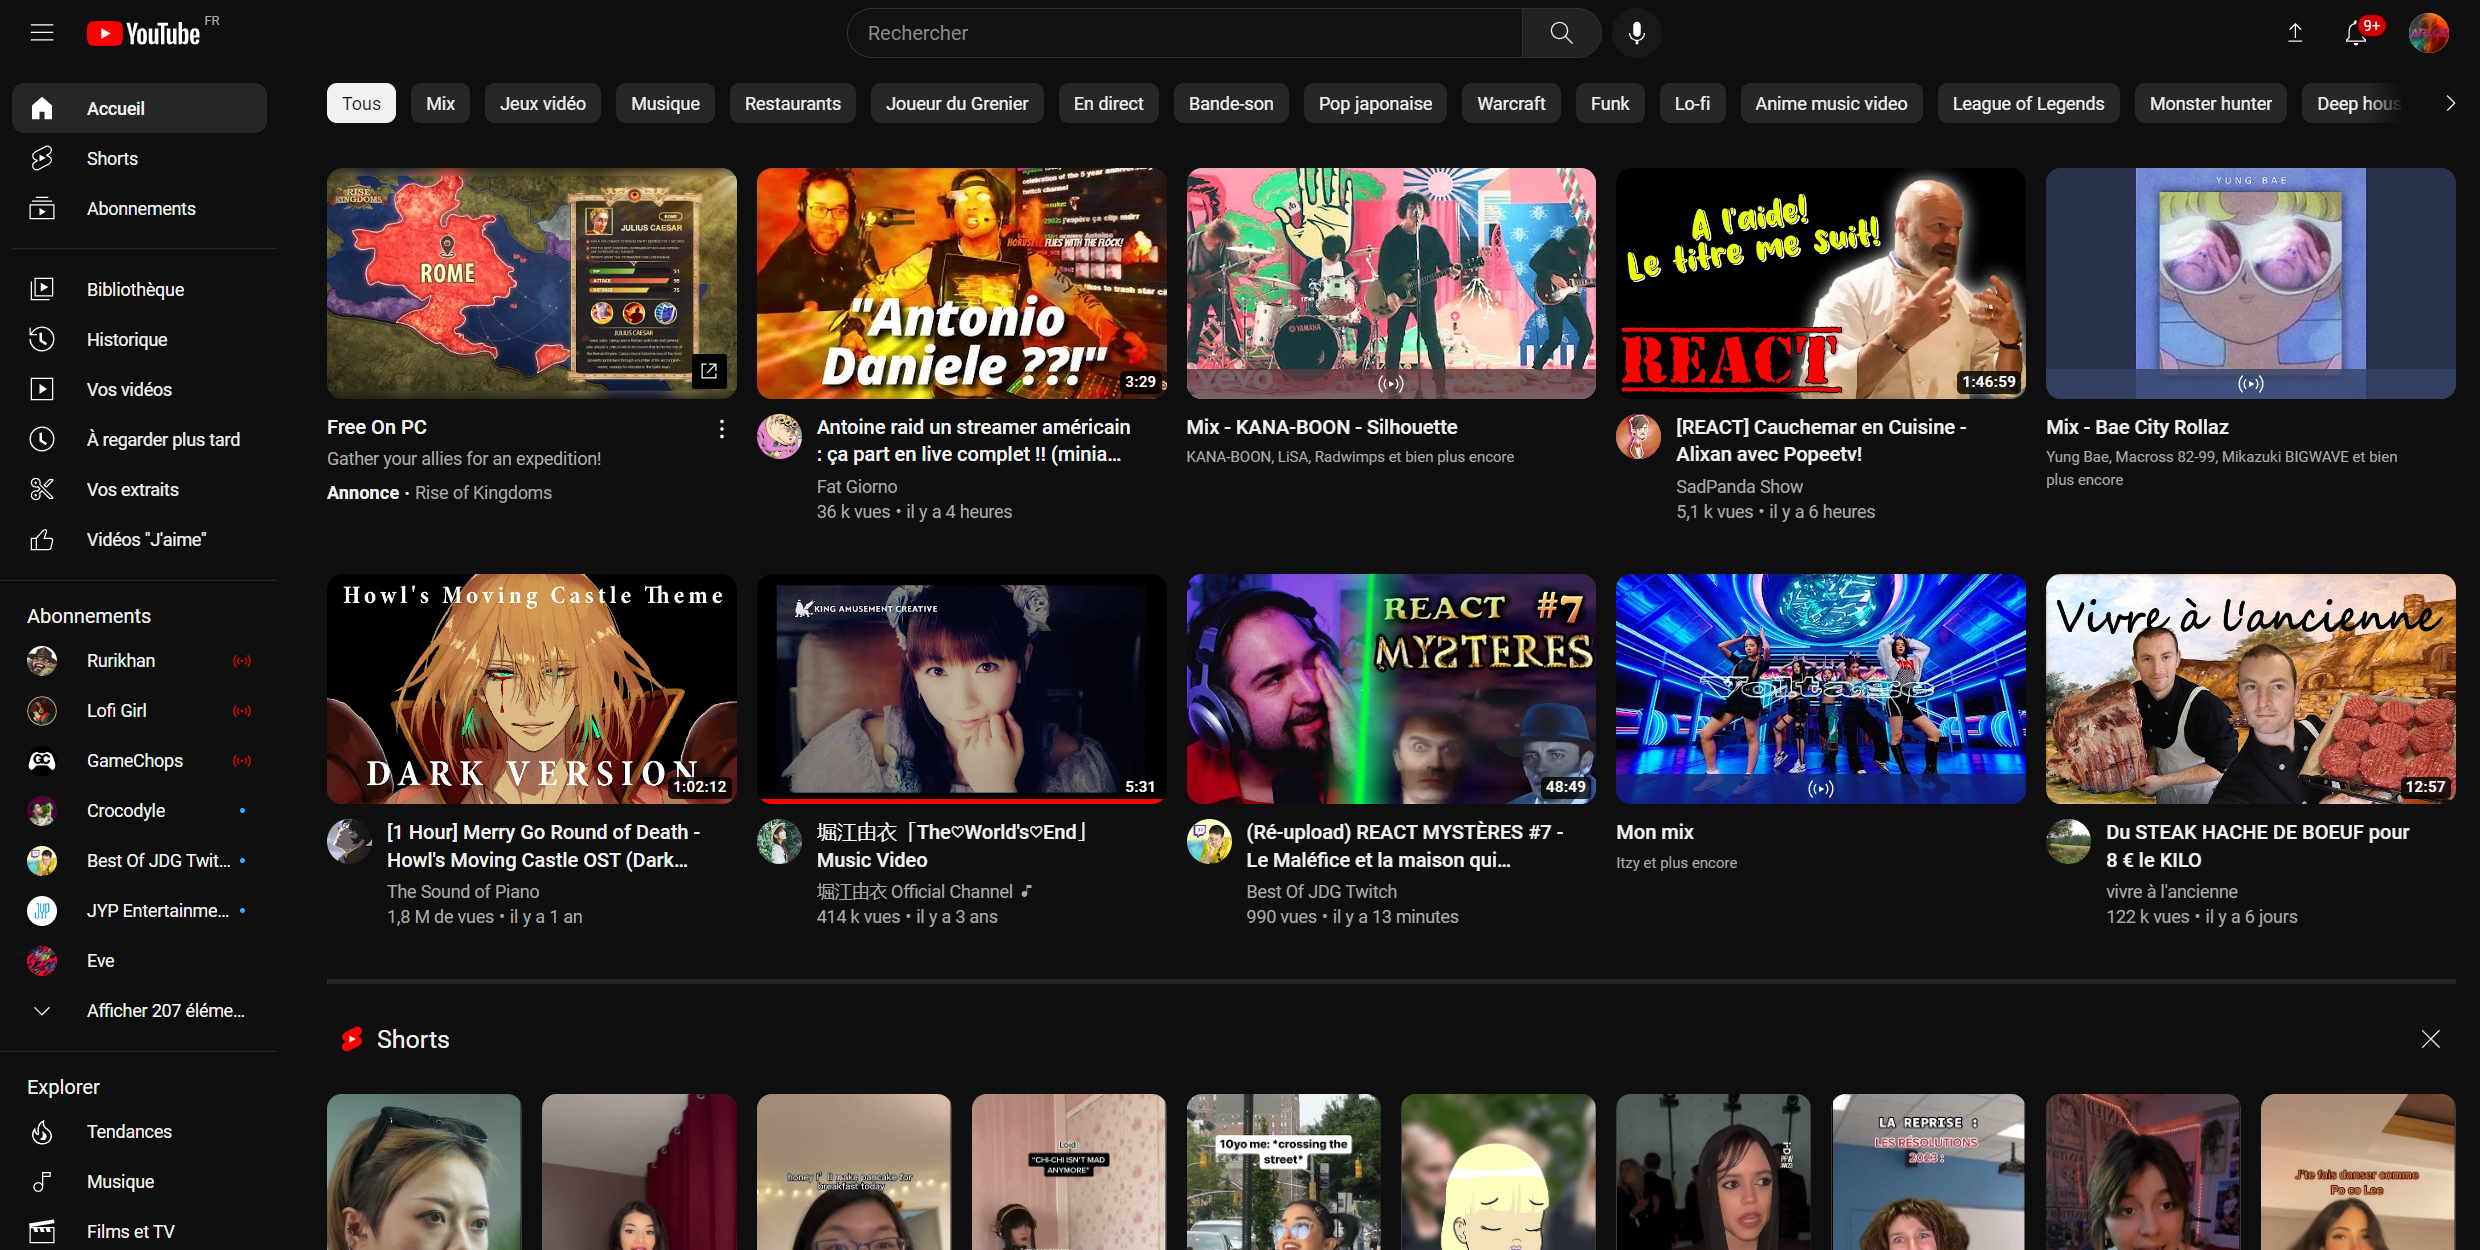 YouTube FR
Rechercher
9+
Accueil
Shorts
Abonnements
Bibliothèque
Historique
Vos vidéos
À regarder plus tard
Vos extraits
Vidéos "J'aime"
Abonnements
Rurikhan
Lofi Girl
GameChops
Crocodyle
Best Of JDG Twit...
JYP Entertainme...
Eve
Afficher 207 éléme...
Explorer
Tendances
Musique
Films et TV
Tous
Mix
Jeux vidéo
Musique
Restaurants
Joueur du Grenier
En direct
Bande-son
Pop japonaise
Warcraft
Funk
Lo-fi
Anime music video
League of Legends
Monster hunter
Deep hous
ROME
JULIUS CAESAR
Free On PC
Gather your allies for an expedition!
Annonce • Rise of Kingdoms
"Antonio
Daniele ??!"
3:29
Antoine raid un streamer américain
: ça part en live complet !! (minia...
Fat Giorno
36 k vues • il y a 4 heures
YAMAHA
vevo
Mix - KANA-BOON - Silhouette
KANA-BOON, LiSA, Radwimps et bien plus encore
A l'aide!
Le titre me suit!
REACT
1:46:59
[REACT] Cauchemar en Cuisine -
Alixan avec Popeetv!
SadPanda Show
5,1 k vues • il y a 6 heures
YUNG BAE
Mix - Bae City Rollaz
Yung Bae, Macross 82-99, Mikazuki BIGWAVE et bien
plus encore
Howl's Moving Castle Theme
DARK VERSION
1:02:12
[1 Hour] Merry Go Round of Death -
Howl's Moving Castle OST (Dark...
The Sound of Piano
1,8 M de vues • il y a 1 an
KING AMUSEMENT CREATIVE
5:31
堀江由衣「The♡World's♡End」
Music Video
堀江由衣 Official Channel
414 k vues • il y a 3 ans
REACT #7
MYSTERES
48:49
(Ré-upload) REACT MYSTÈRES #7 -
Le Maléfice et la maison qui...
Best Of JDG Twitch
990 vues • il y a 13 minutes
Voltage
Mon mix
Itzy et plus encore
Vivre à l'ancienne
12:57
Du STEAK HACHE DE BOEUF pour
8 € le KILO
vivre à l'ancienne
122 k vues • il y a 6 jours
Shorts
honey I'll make pancake for
breakfast today
Loid:
"CHI-CHI ISN'T MAD
ANYMORE"
10yo me: *crossing the
street*
LA REPRISE :
LES RÉSOLUTIONS
2023 :
J'te fais danser comme
Po co Lee